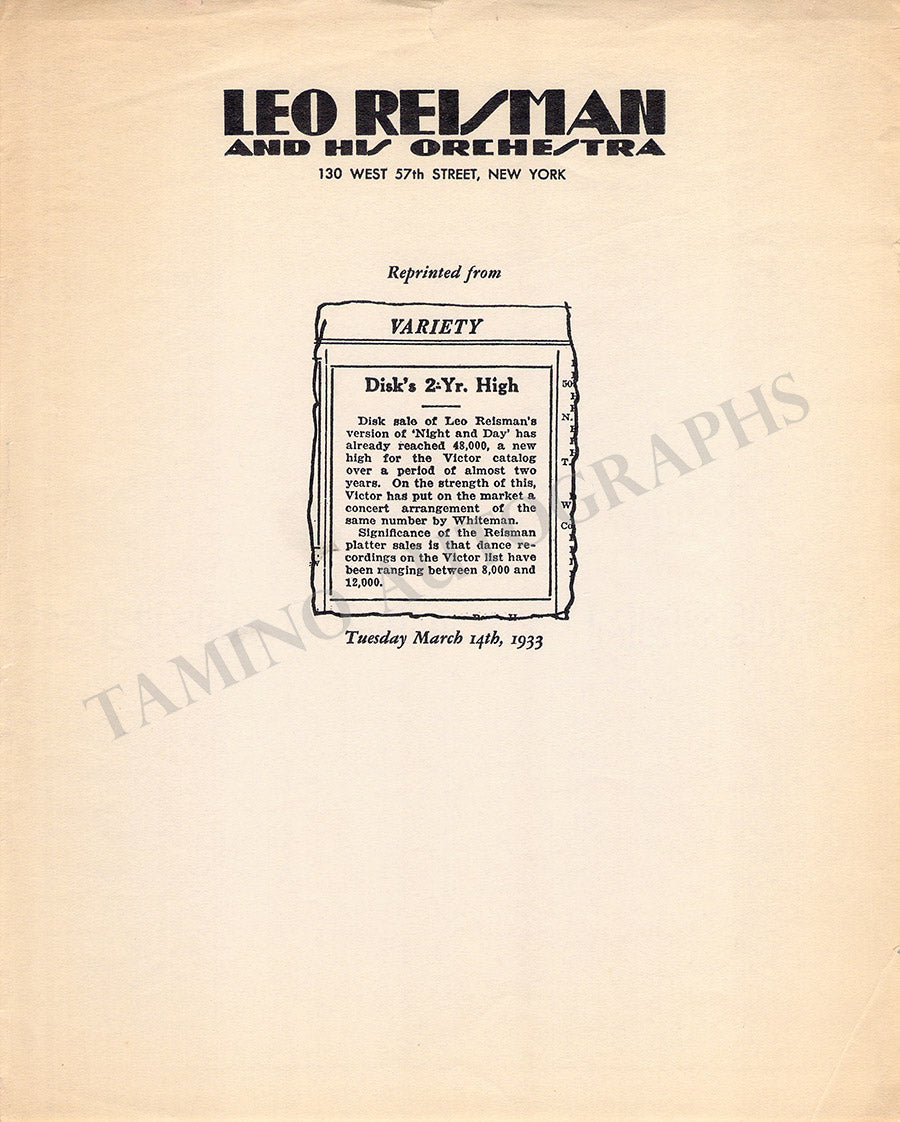 LEO REISMAN
AND HIS ORCHESTRA
130 WEST 57th STREET, NEW YORK
Reprinted from
VARIETY
Disk's 2-Yr. High
Disk sale of Leo Reisman's
version of 'Night and Day' has
already reached 48,000, a new
high for the Victor catalog
over a period of almost two
years. On the strength of this,
Victor has put on the market a
concert arrangement of the
same number by Whiteman.
Significance of the Reisman
platter sales is that dance re-
cordings on the Victor list have
been ranging between 8,000 and
12,000.
50
N.
T.
W
Co
Tuesday March 14th, 1933
TAMINO AUTOGRAPHS